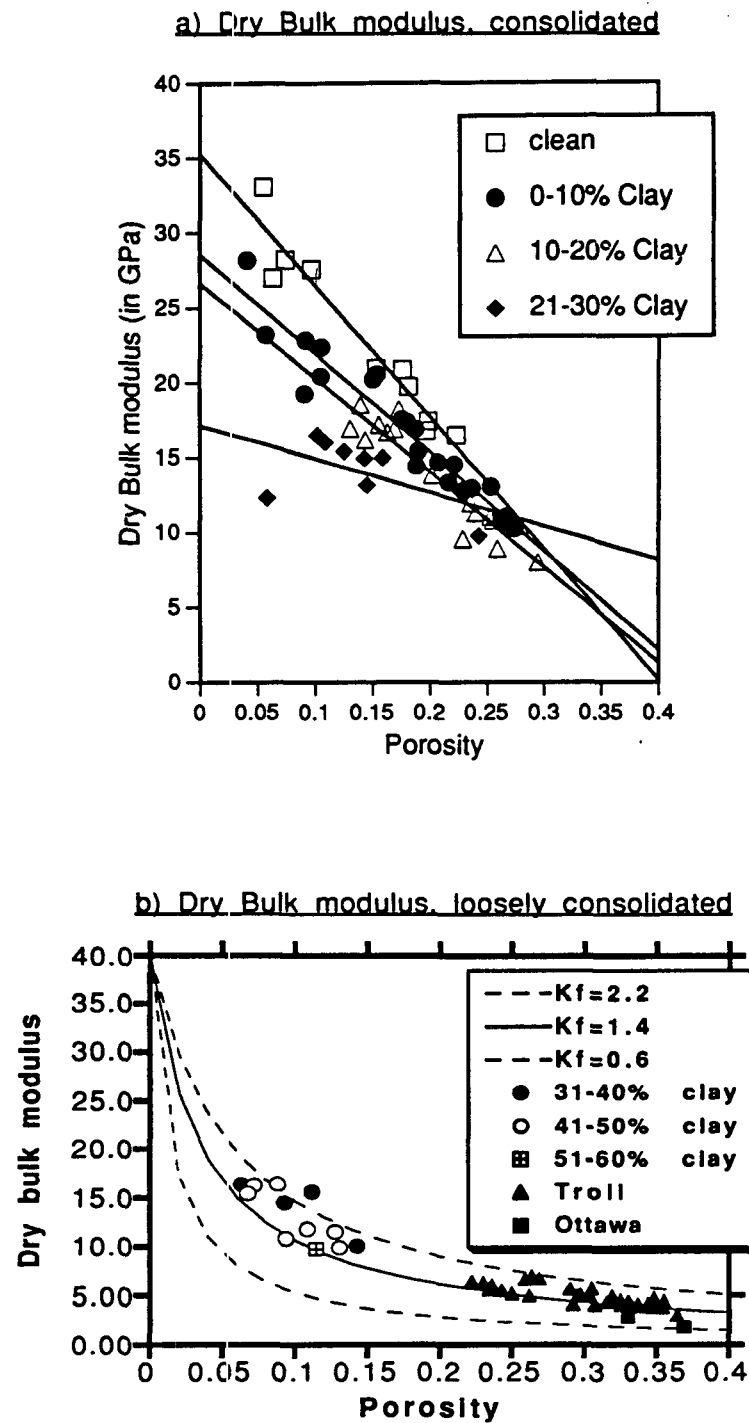 a) Dry Bulk modulus, consolidated
40
35
30
25
20
15
10
5
0
Dry Bulk modulus (in GPa)
clean
0-10% Clay
10-20% Clay
21-30% Clay
0 0.05 0.1 0.15 0.2 0.25 0.3 0.35 0.4
Porosity
b) Dry Bulk modulus, loosely consolidated
40.0
35.0
30.0
25.0
20.0
15.0
10.0
5.00
0.00
Dry bulk modulus
Kf=2.2
Kf=1.4
Kf=0.6
31-40% clay
41-50% clay
51-60% clay
Troll
Ottawa
0 0.05 0.1 0.15 0.2 0.25 0.3 0.35 0.4
Porosity